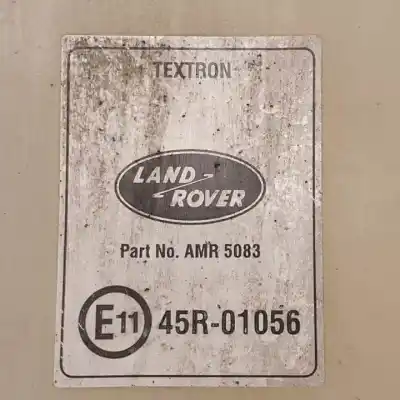 TEXTRON
LAND
ROVER
Part No. AMR 5083
E11 45R-01056